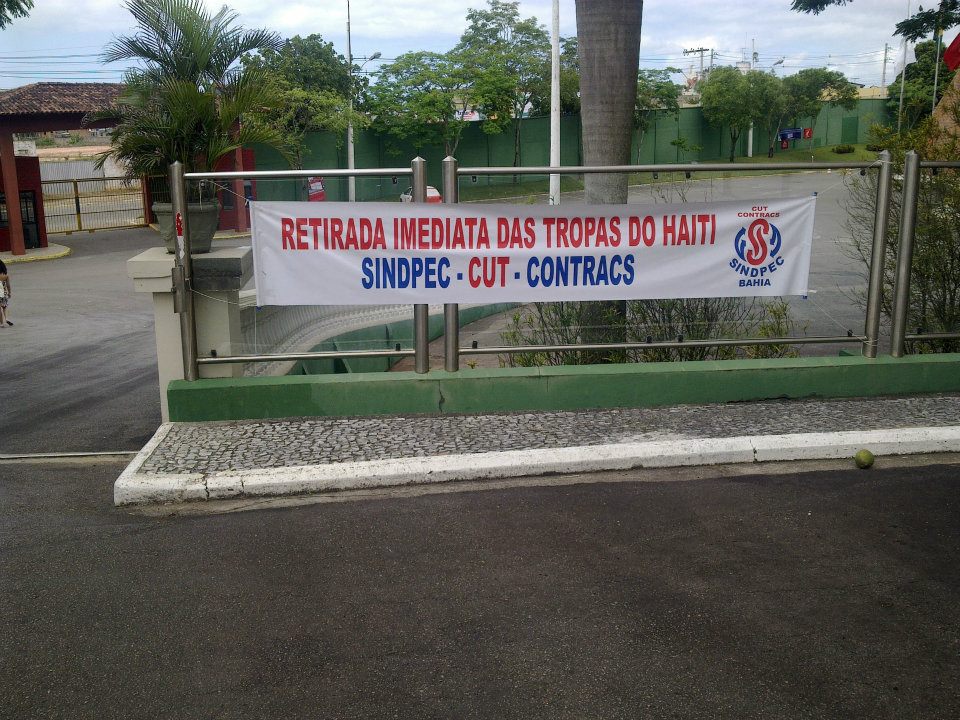 RETIRADA IMEDIATA DAS TROPAS DO HAITI
SINDPEC - CUT - CONTRACS
CUT
CONTRACS
SINDPEC
BAHIA